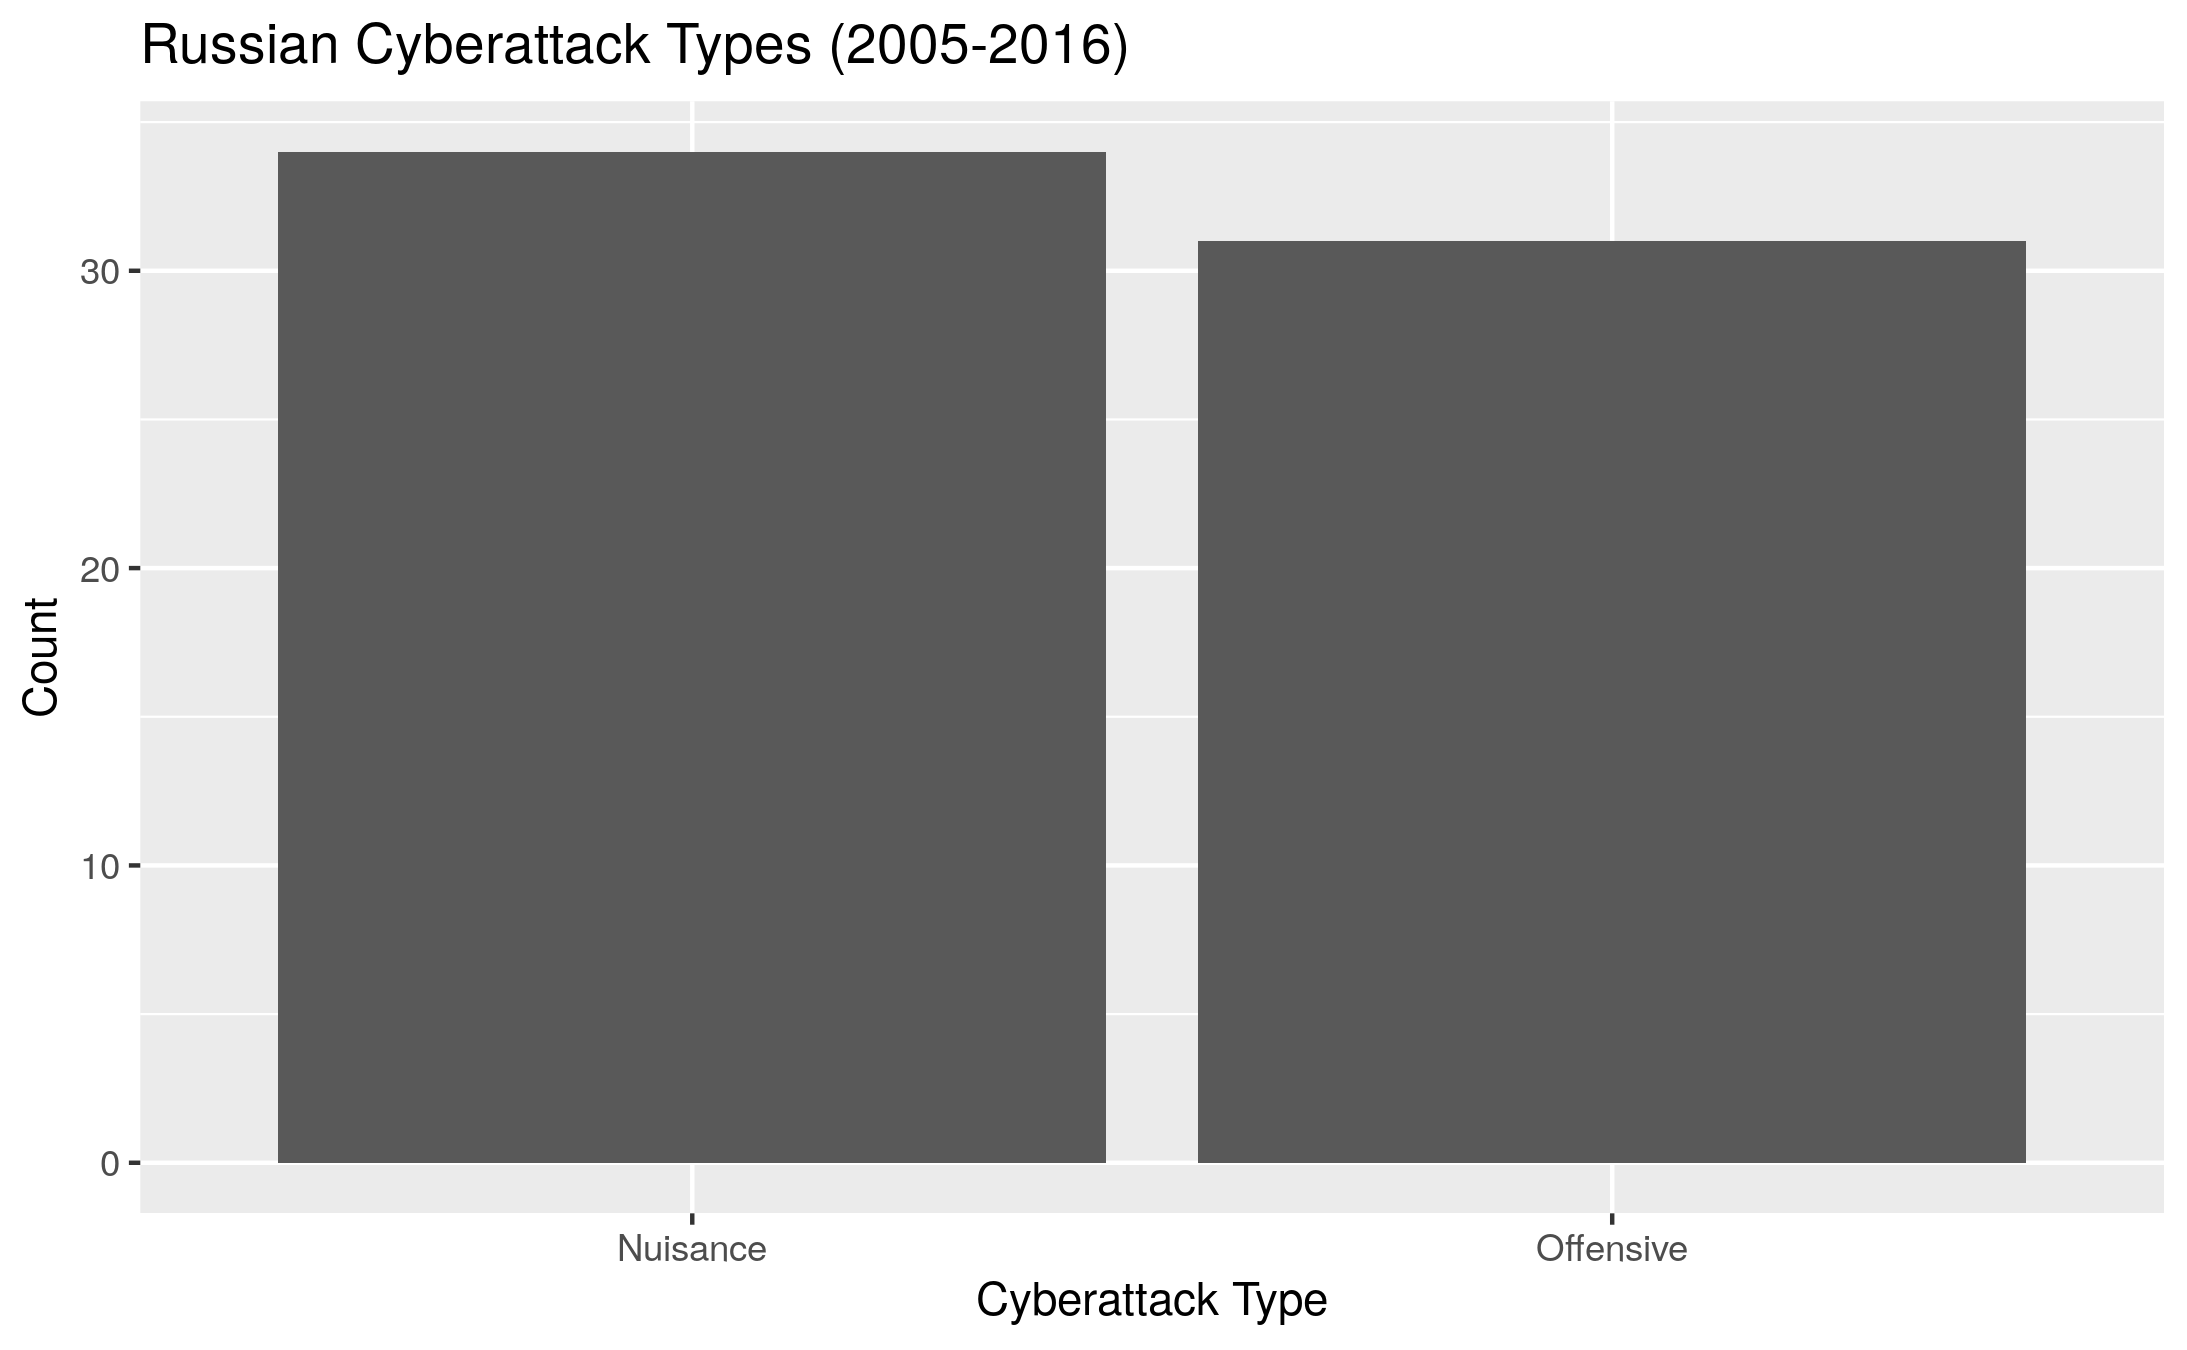 Russian Cyberattack Types (2005-2016)
30
20
10
0
Count
Nuisance
Offensive
Cyberattack Type